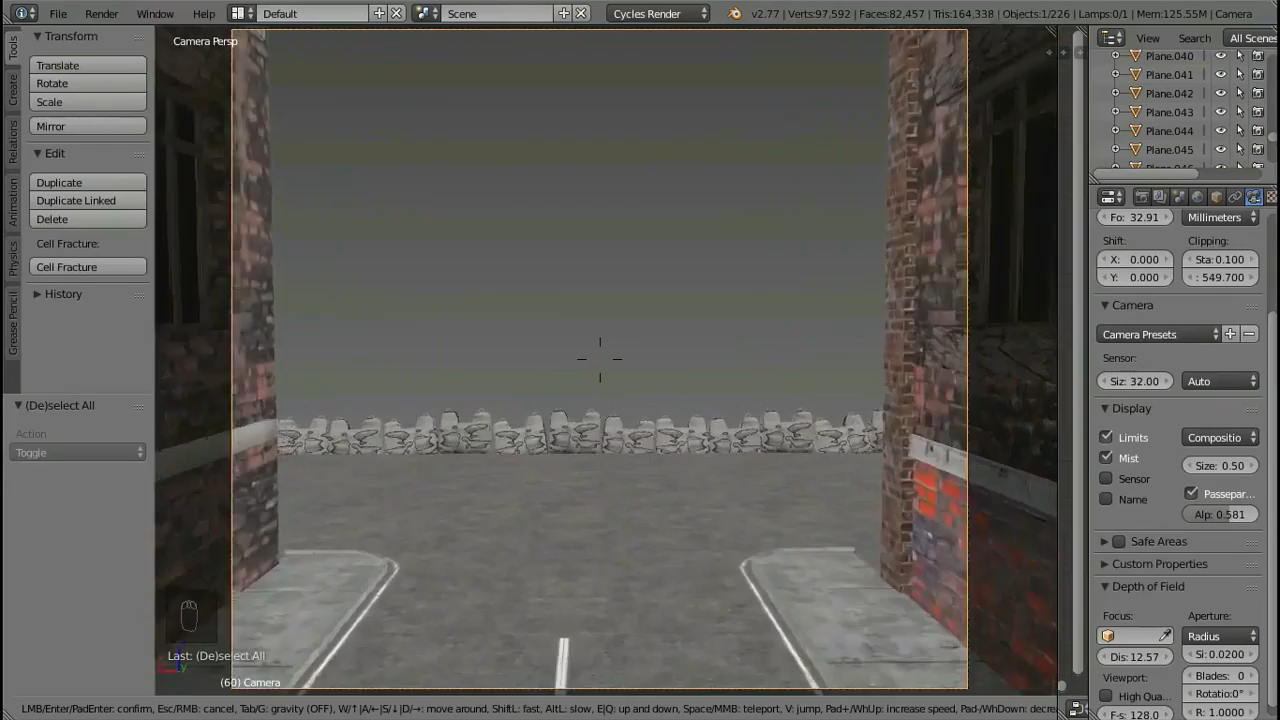 File Render Window Help Default Scene Cycles Render v2.77 | Verts:97,592 | Faces:82,457 | Tris:164,338 | Objects:1/226 | Lamps:0/1 | Mem:125.55M | Camera
Tools
Create
Relations
Animation
Physics
Grease Pencil
Transform
Translate
Rotate
Scale
Mirror
Edit
Duplicate
Duplicate Linked
Delete
Cell Fracture:
Cell Fracture
History
(De)select All
Action
Toggle
Camera Persp
Last: (De)select All
(60) Camera
LMB/Enter/PadEnter: confirm, Esc/RMB: cancel, Tab/G: gravity (OFF), W/↑|A/←|S/↓|D/→: move around, ShiftL: fast, AltL: slow, E|Q: up and down, Space/MMB: teleport, V: jump, Pad+/WhUp: increase speed, Pad-/WhDown: decre
View Search All Scenes
Plane.040
Plane.041
Plane.042
Plane.043
Plane.044
Plane.045
Fo: 32.91 Millimeters
Shift: Clipping:
X: 0.000 Sta: 0.100
Y: 0.000 : 549.700
Camera
Camera Presets
Sensor:
Siz: 32.00 Auto
Display
Limits Compositio
Mist Size: 0.50
Sensor Passepar...
Name Alp: 0.581
Safe Areas
Custom Properties
Depth of Field
Focus: Aperture:
Radius
Dis: 12.57 Si: 0.0200
Viewport: Blades: 0
High Qua... Rotatio:0°
F-s: 128.0 R: 1.0000